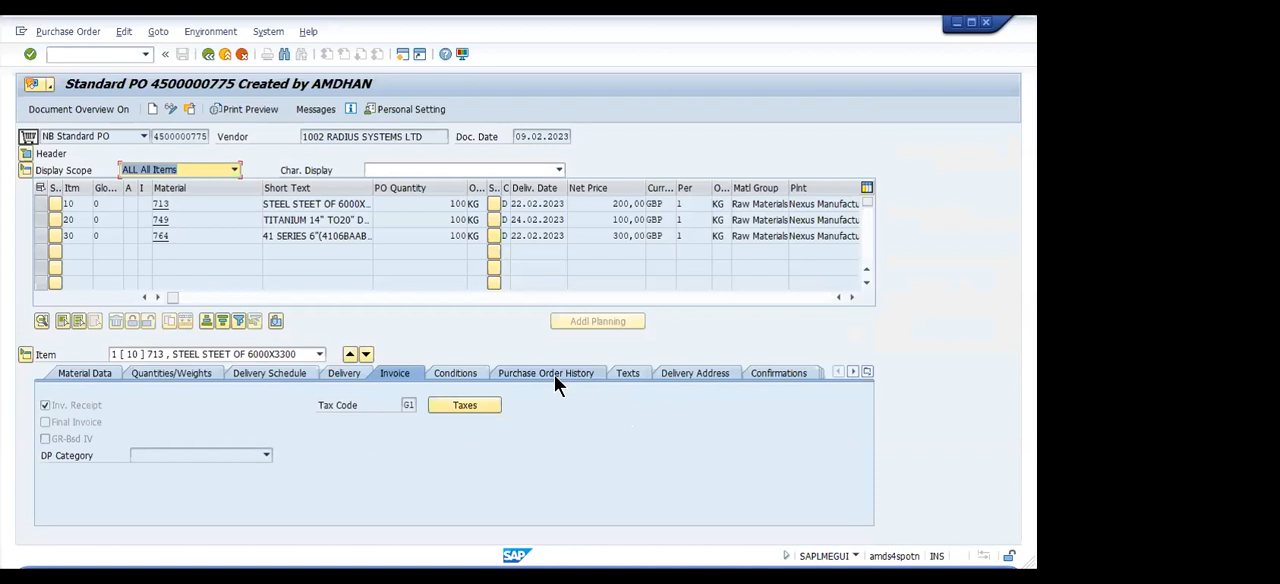 Purchase Order Edit Goto Environment System Help
Standard PO 4500000775 Created by AMDHAN
Document Overview On Print Preview Messages Personal Setting
NB Standard PO 4500000775 Vendor 1002 RADIUS SYSTEMS LTD Doc. Date 09.02.2023
Header
Display Scope ALL All Items Char. Display
S.. Itm Glo... A I Material Short Text PO Quantity O... S.. C Deliv. Date Net Price Curr... Per O... Matl Group Plnt
10 0 713 STEEL STEET OF 6000X... 100 KG D 22.02.2023 200,00 GBP 1 KG Raw Materials Nexus Manufactu
20 0 749 TITANIUM 14" TO20" D... 100 KG D 24.02.2023 100,00 GBP 1 KG Raw Materials Nexus Manufactu
30 0 764 41 SERIES 6"(4106BAAB... 100 KG D 22.02.2023 300,00 GBP 1 KG Raw Materials Nexus Manufactu
Addl Planning
Item 1 [ 10 ] 713 , STEEL STEET OF 6000X3300
Material Data Quantities/Weights Delivery Schedule Delivery Invoice Conditions Purchase Order History Texts Delivery Address Confirmations
Inv. Receipt Tax Code G1 Taxes
Final Invoice
GR-Bsd IV
DP Category
SAP SAPLMEGUI amds4spotn INS